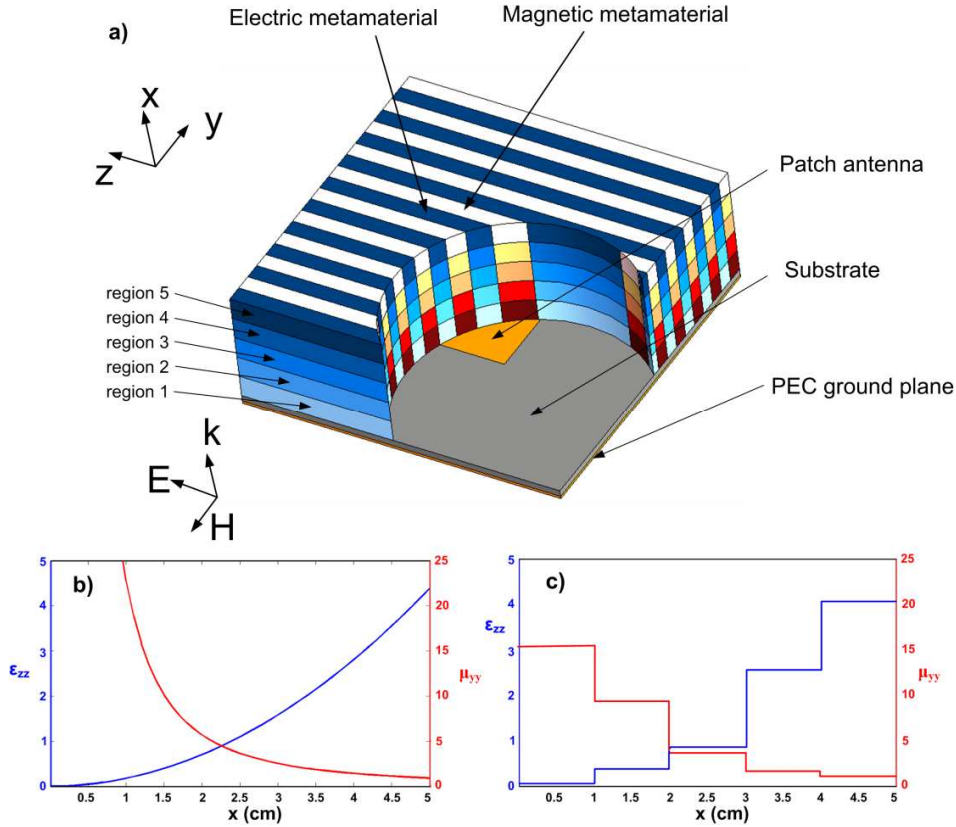 Electric metamaterial
Magnetic metamaterial
a)
x
y
z
Patch antenna
Substrate
region 5
region 4
region 3
region 2
region 1
PEC ground plane
k
E
H
b)
5
4
3
2
1
0
εzz
25
20
15
10
5
0
μyy
0.5 1 1.5 2 2.5 3 3.5 4 4.5 5
x (cm)
c)
5
4
3
2
1
0
εzz
25
20
15
10
5
0
μyy
0.5 1 1.5 2 2.5 3 3.5 4 4.5 5
x (cm)